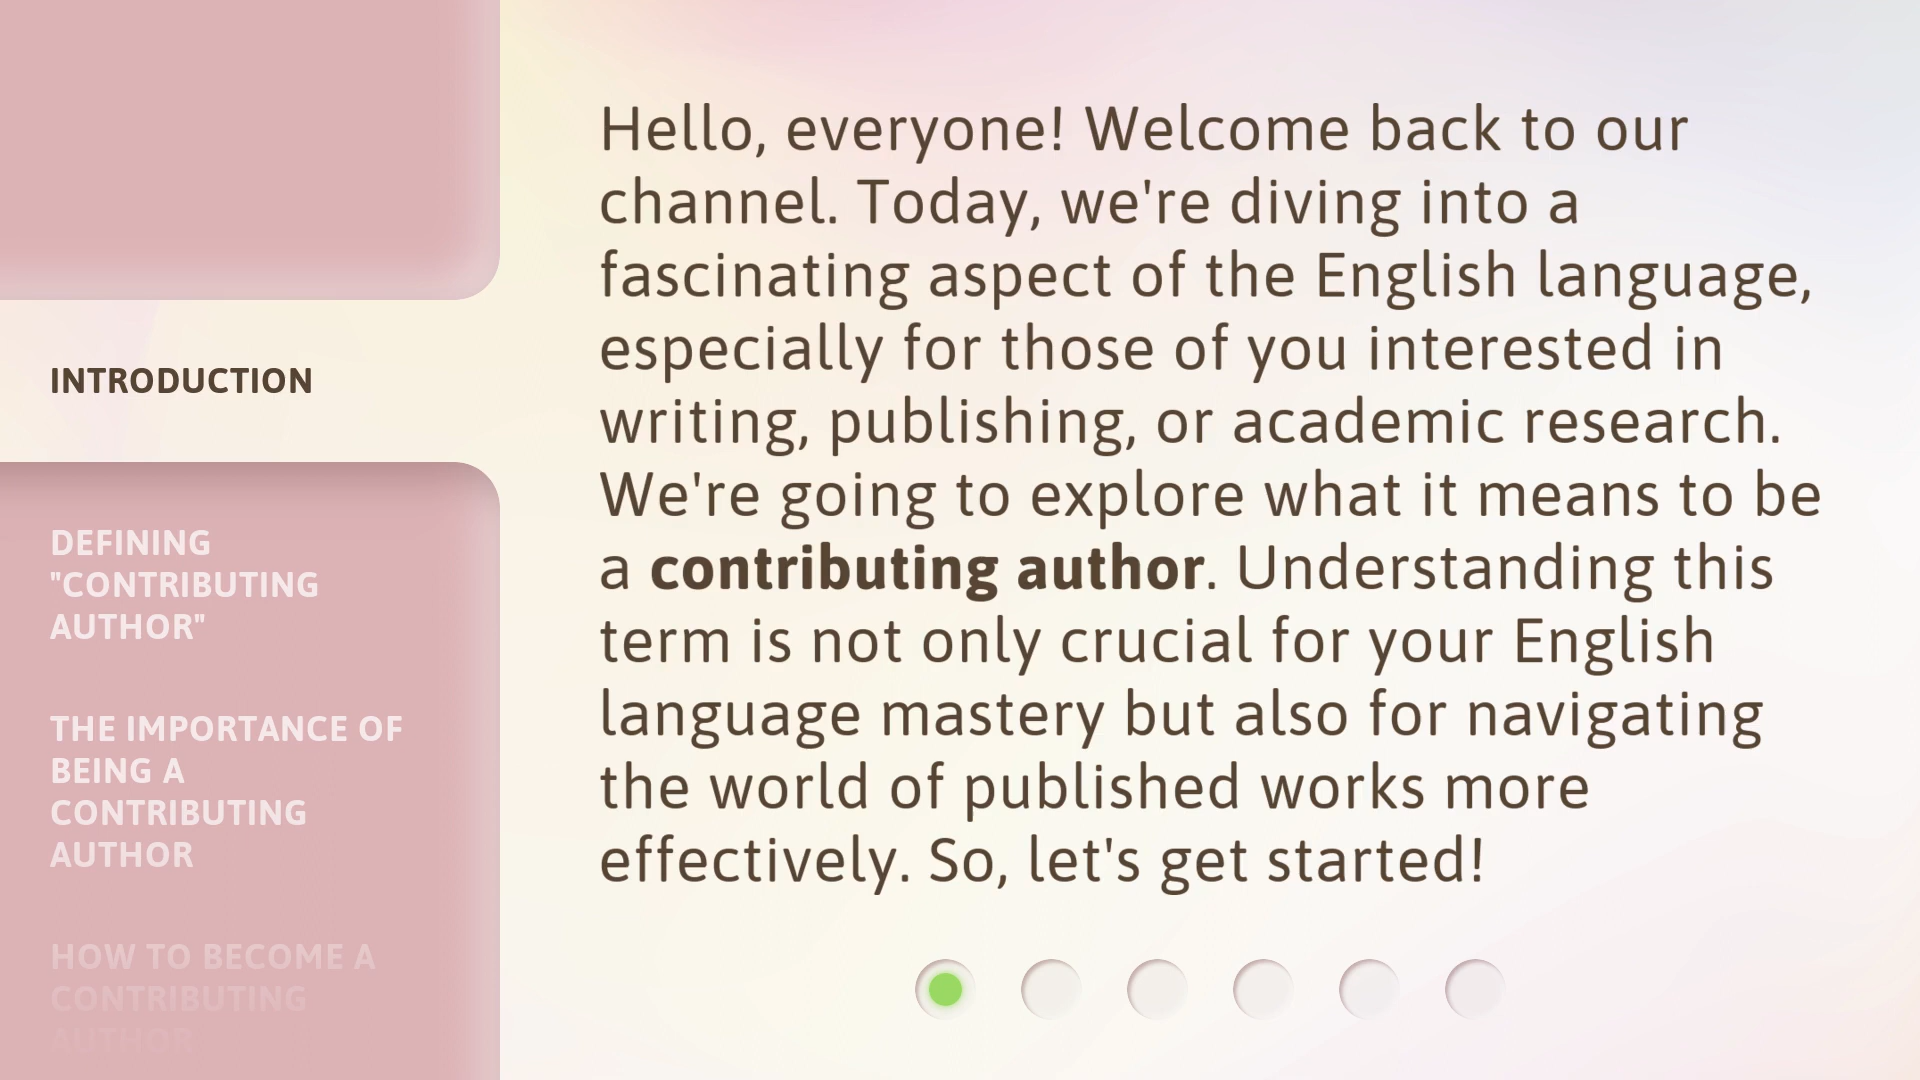 INTRODUCTION
DEFINING
"CONTRIBUTING
AUTHOR"
THE IMPORTANCE OF
BEING A
CONTRIBUTING
AUTHOR
HOW TO BECOME A
CONTRIBUTING
AUTHOR
Hello, everyone! Welcome back to our
channel. Today, we're diving into a
fascinating aspect of the English language,
especially for those of you interested in
writing, publishing, or academic research.
We're going to explore what it means to be
a contributing author. Understanding this
term is not only crucial for your English
language mastery but also for navigating
the world of published works more
effectively. So, let's get started!